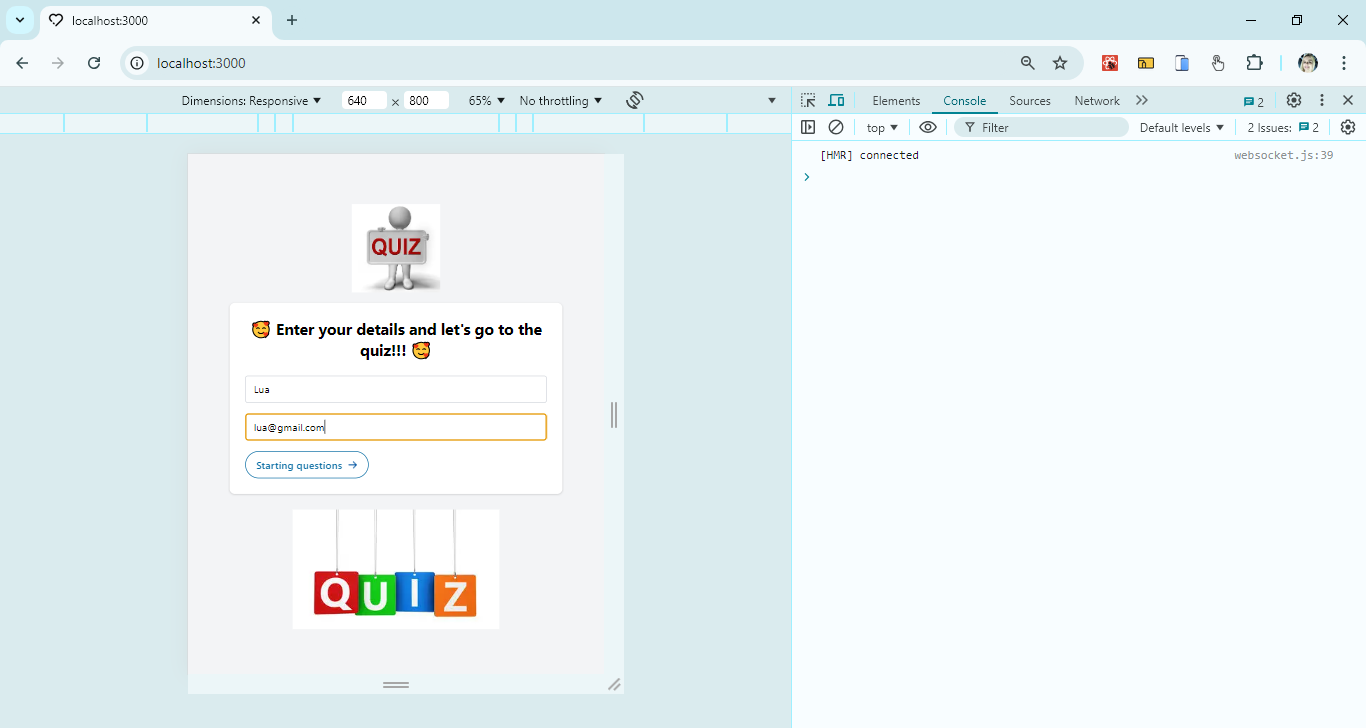 localhost:3000
localhost:3000
Dimensions: Responsive 640 × 800 65% No throttling
Elements Console Sources Network 2
top Filter Default levels 2 Issues: 2
[HMR] connected websocket.js:39
QUIZ
🥰 Enter your details and let's go to the
quiz!!! 🥰
Lua
lua@gmail.com
Starting questions →
QUIZ